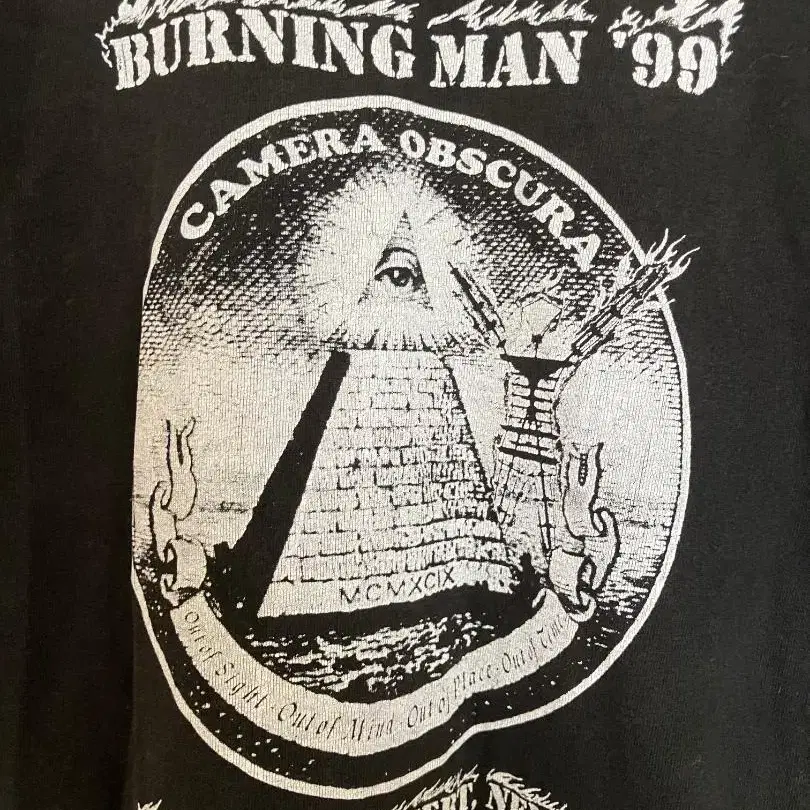 BURNING MAN '99
CAMERA OBSCURA
MCMXCIX
Out of Sight · Out of Mind · Out of Place · Out of Time